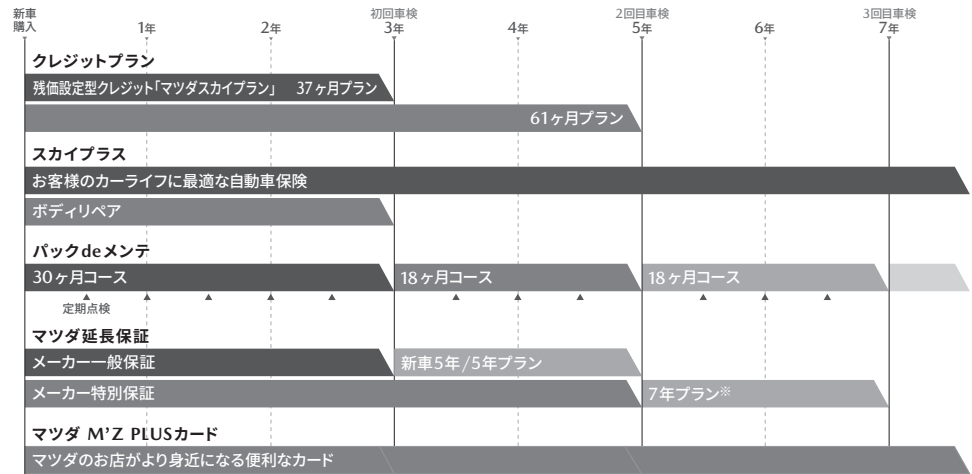 新車
購入
1年
2年
初回車検
3年
4年
2回目車検
5年
6年
3回目車検
7年
クレジットプラン
残価設定型クレジット「マツダスカイプラン」 37ヶ月プラン
61ヶ月プラン
スカイプラス
お客様のカーライフに最適な自動車保険
ボディリペア
パックdeメンテ
30ヶ月コース 18ヶ月コース 18ヶ月コース
定期点検
マツダ延長保証
メーカー一般保証 新車5年/5年プラン
メーカー特別保証 7年プラン※
マツダ M'Z PLUSカード
マツダのお店がより身近になる便利なカード